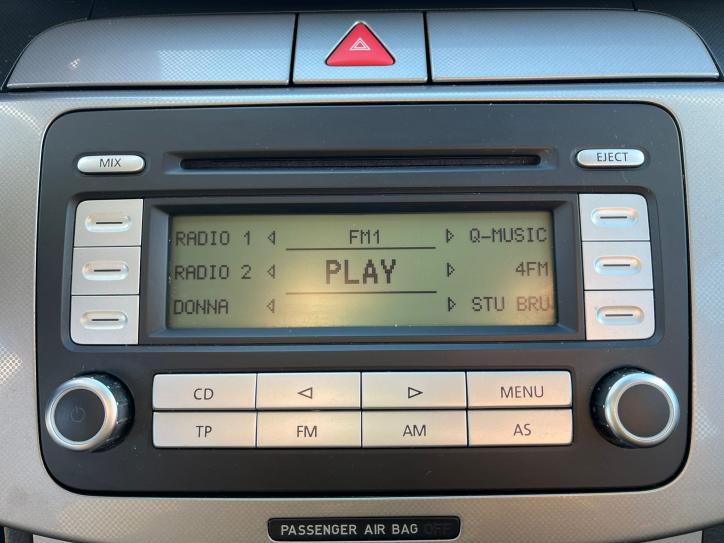 MIX
EJECT
RADIO 1 FM1 Q-MUSIC
RADIO 2 PLAY 4FM
DONNA STU BRU
CD MENU
TP FM AM AS
PASSENGER AIR BAG OFF